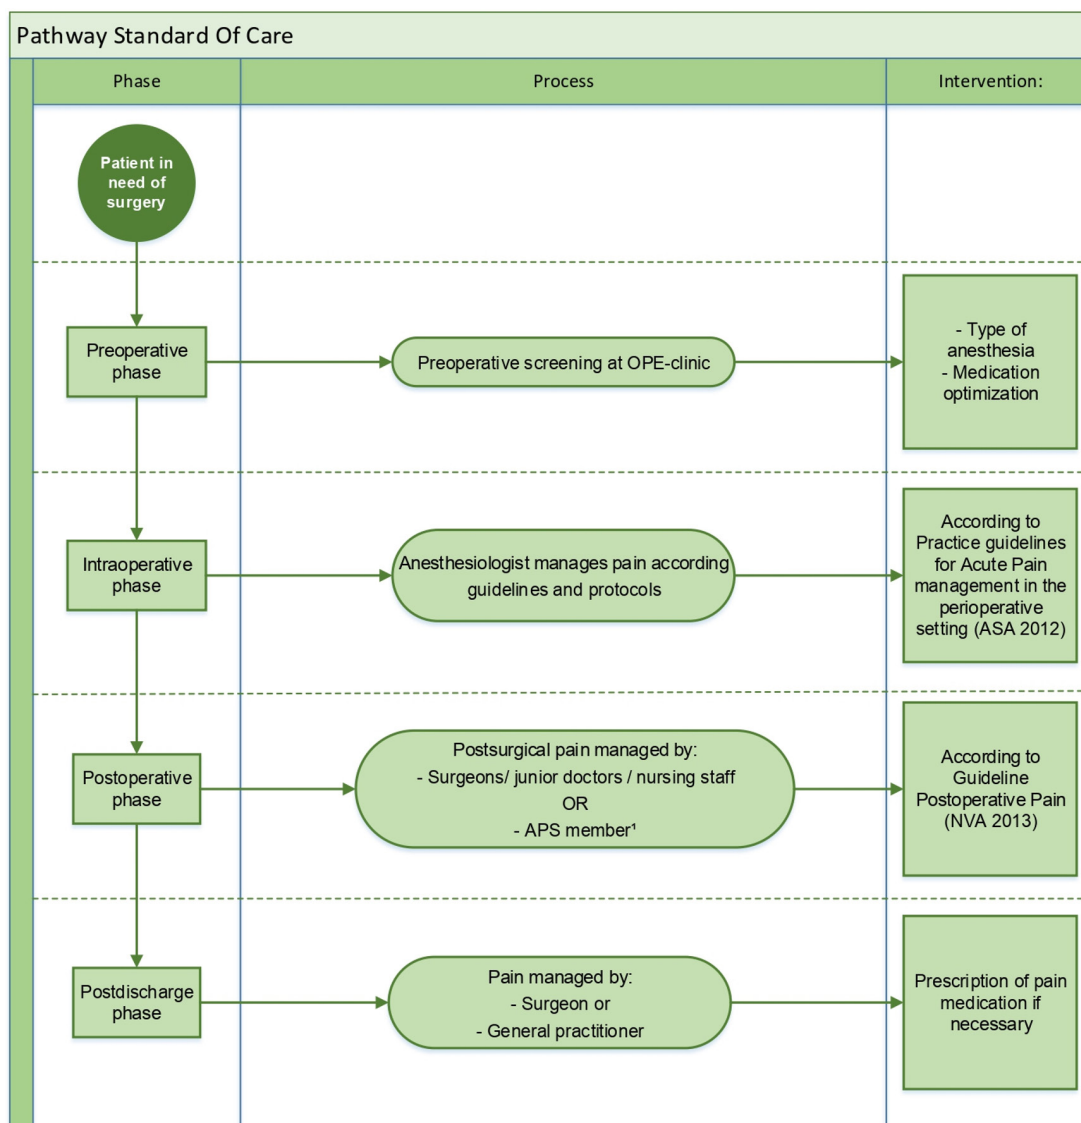 Pathway Standard Of Care
Phase
Process
Intervention:
Patient in
need of
surgery
Preoperative
phase
Preoperative screening at OPE-clinic
- Type of
anesthesia
- Medication
optimization
Intraoperative
phase
Anesthesiologist manages pain according
guidelines and protocols
According to
Practice guidelines
for Acute Pain
management in the
perioperative
setting (ASA 2012)
Postoperative
phase
Postsurgical pain managed by:
- Surgeons/ junior doctors / nursing staff
OR
- APS member¹
According to
Guideline
Postoperative Pain
(NVA 2013)
Postdischarge
phase
Pain managed by:
- Surgeon or
- General practitioner
Prescription of pain
medication if
necessary